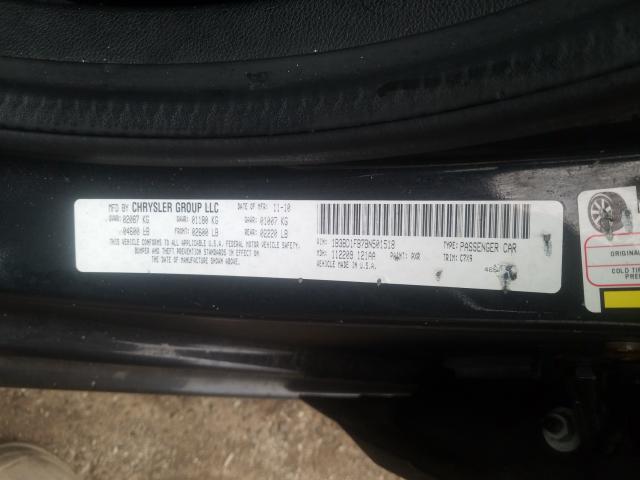 MFD BY CHRYSLER GROUP LLC DATE OF MFR 11-10
GVWR: 02087 KG GAWR: 01180 KG GAWR: 01007 KG
04600 LB FRONT: 02600 LB REAR: 02220 LB
THIS VEHICLE CONFORMS TO ALL APPLICABLE U.S.A. FEDERAL MOTOR VEHICLE SAFETY,
BUMPER AND THEFT PREVENTION STANDARDS IN EFFECT ON
THE DATE OF MANUFACTURE SHOWN ABOVE.
VIN: 1B3BD1FB7BN501518 TYPE: PASSENGER CAR
MDH: 112208 121AA PAINT: PXR TRIM: C7X9
VEHICLE MADE IN U.S.A.
ORIGINAL
COLD TI